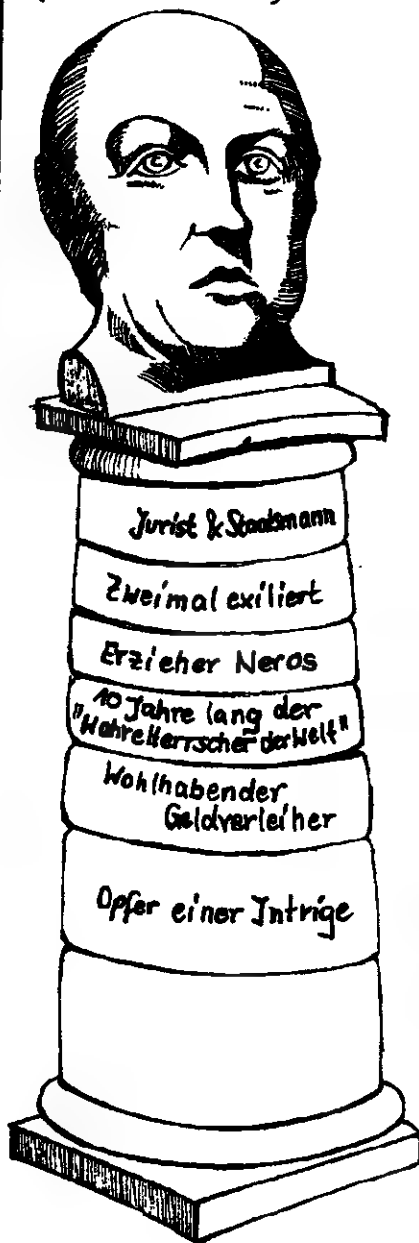 Jurist & Staatsmann
Zweimal exiliert
Erzieher Neros
10 Jahre lang der
"Wahre Herrscher der Welt"
Wohlhabender
Geldverleiher
Opfer einer Intrige